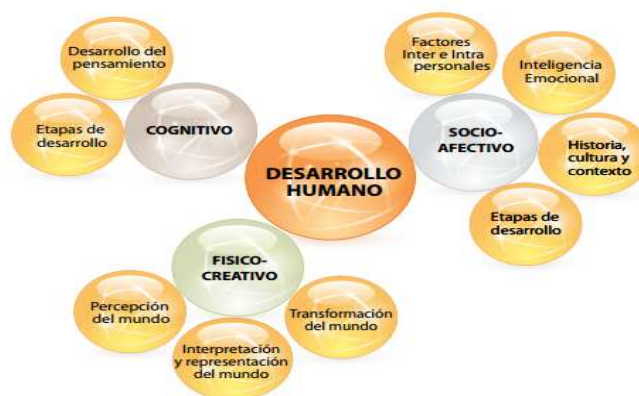 Desarrollo del
pensamiento
Etapas de
desarrollo
COGNITIVO
DESARROLLO
HUMANO
Factores
Inter e Intra
personales
Inteligencia
Emocional
SOCIO-
AFECTIVO
Historia,
cultura y
contexto
Etapas de
desarrollo
FISICO-
CREATIVO
Percepción
del mundo
Interpretación
y representación
del mundo
Transformación
del mundo